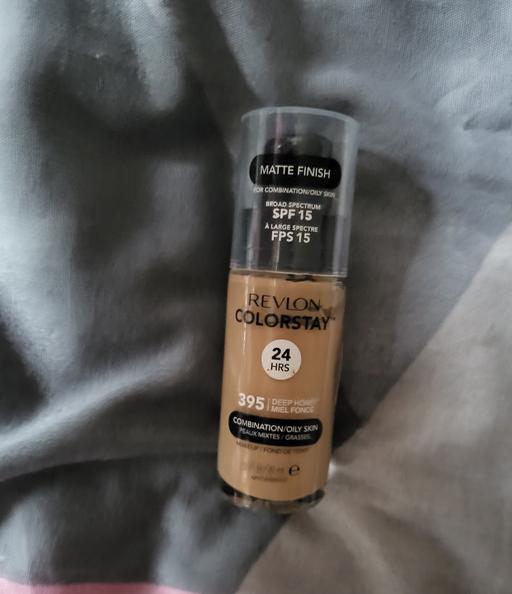 MATTE FINISH
FOR COMBINATION/OILY SKIN
BROAD SPECTRUM
SPF 15
À LARGE SPECTRE
FPS 15
REVLON
COLORSTAY™
24
HRS
395 DEEP HONEY
MIEL FONCÉ
COMBINATION/OILY SKIN
PEAUX MIXTES / GRASSES
MAKEUP / FOND DE TEINT
e